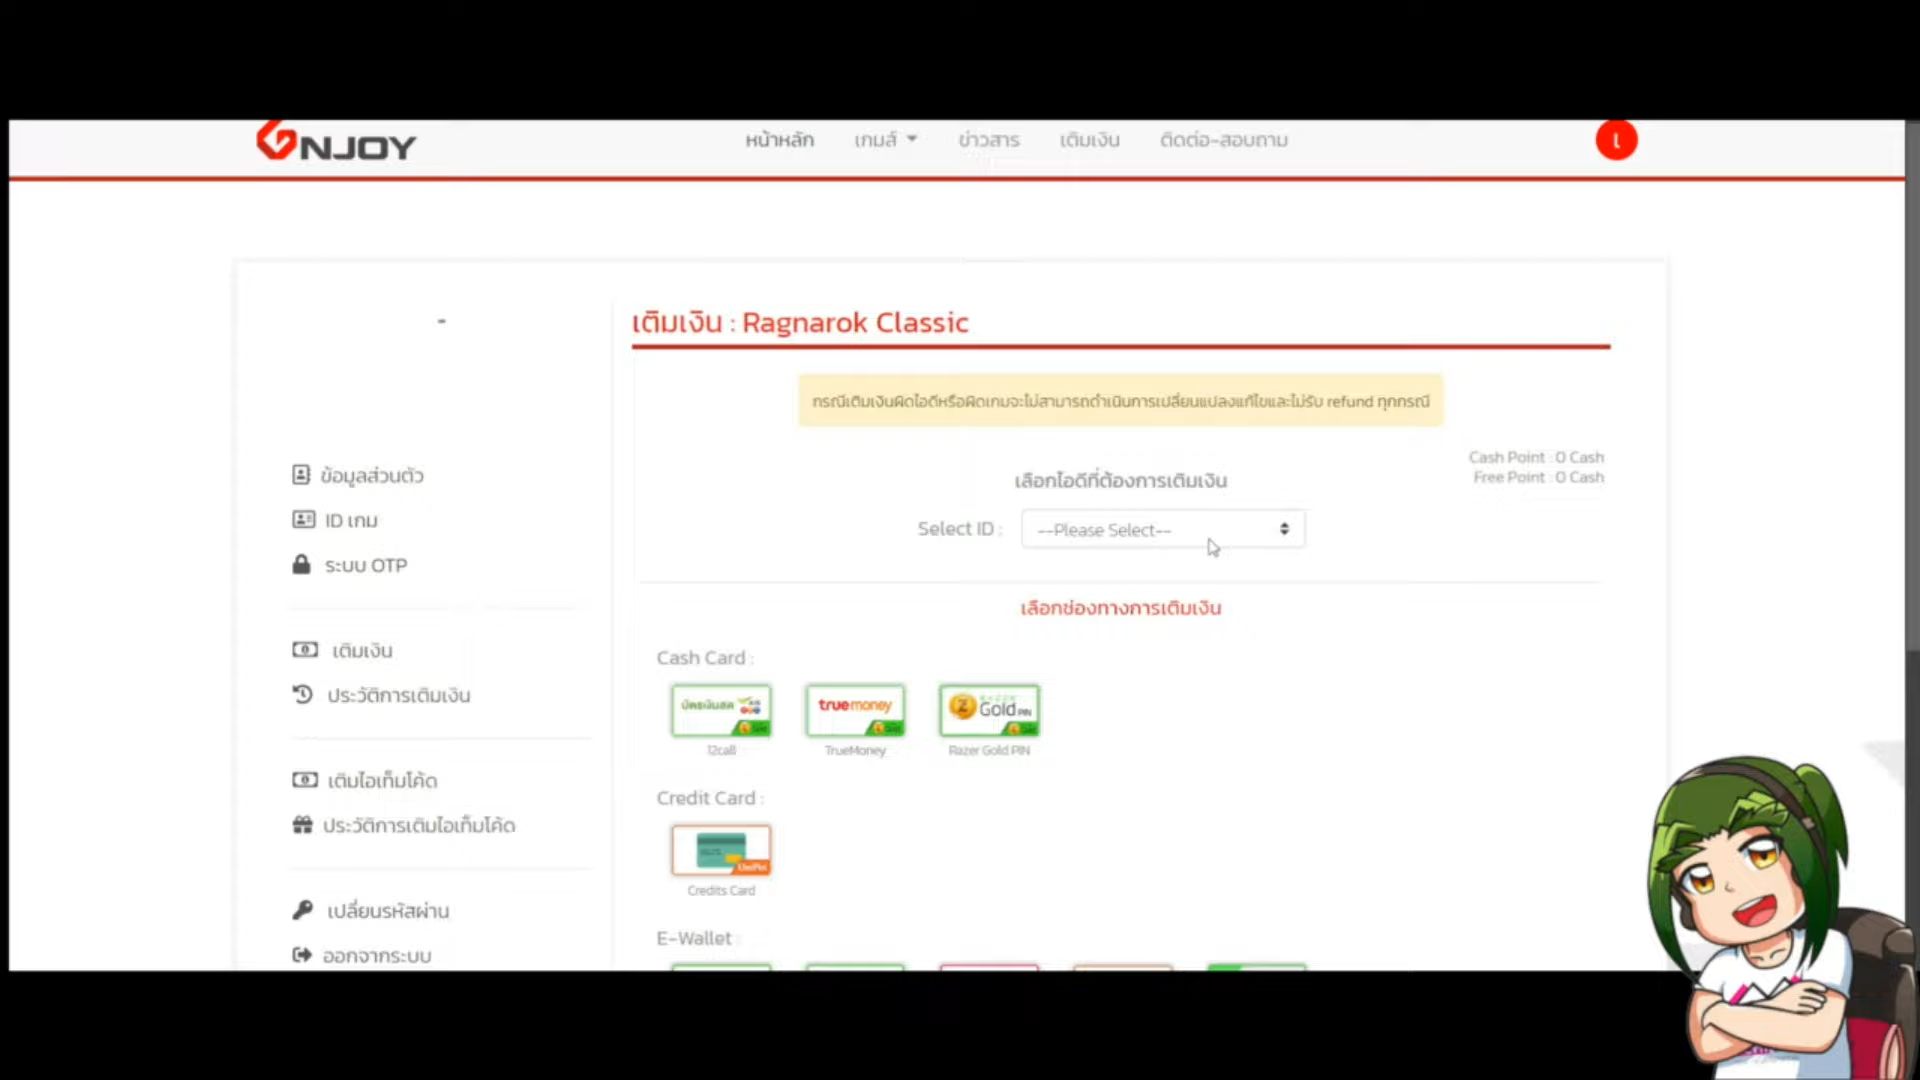 GNJOY
หน้าหลัก
เกมส์
ข่าวสาร
เติมเงิน
ติดต่อ-สอบถาม
เ
-
ข้อมูลส่วนตัว
ID เกม
ระบบ OTP
เติมเงิน
ประวัติการเติมเงิน
เติมไอเท็มโค้ด
ประวัติการเติมไอเท็มโค้ด
เปลี่ยนรหัสผ่าน
ออกจากระบบ
เติมเงิน : Ragnarok Classic
กรณีเติมเงินผิดไอดีหรือผิดเกมจะไม่สามารถดำเนินการเปลี่ยนแปลงแก้ไขและไม่รับ refund ทุกกรณี
Cash Point : 0 Cash
Free Point : 0 Cash
เลือกไอดีที่ต้องการเติมเงิน
Select ID :
--Please Select--
เลือกช่องทางการเติมเงิน
Cash Card :
บัตรเงินสด
truemoney
Gold PIN
12call
TrueMoney
Razer Gold PIN
Credit Card :
UniPin
Credits Card
E-Wallet :